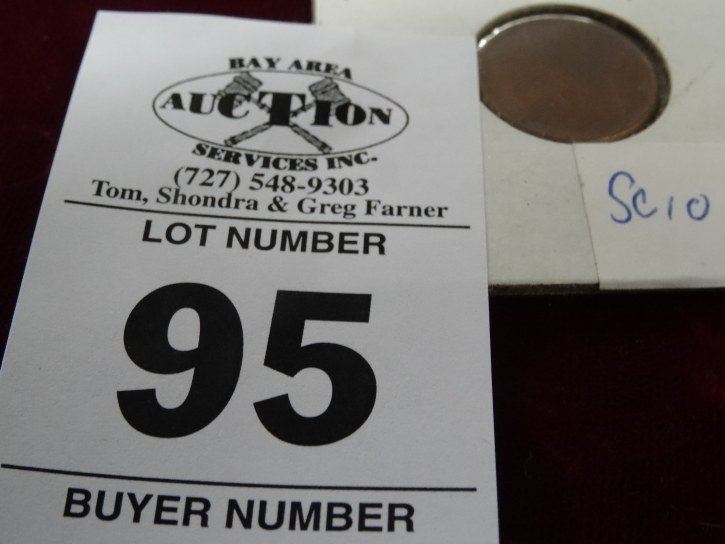 BAY AREA
AUCTION
SERVICES INC.
(727) 548-9303
Tom, Shondra & Greg Farner
LOT NUMBER
95
BUYER NUMBER
SC10